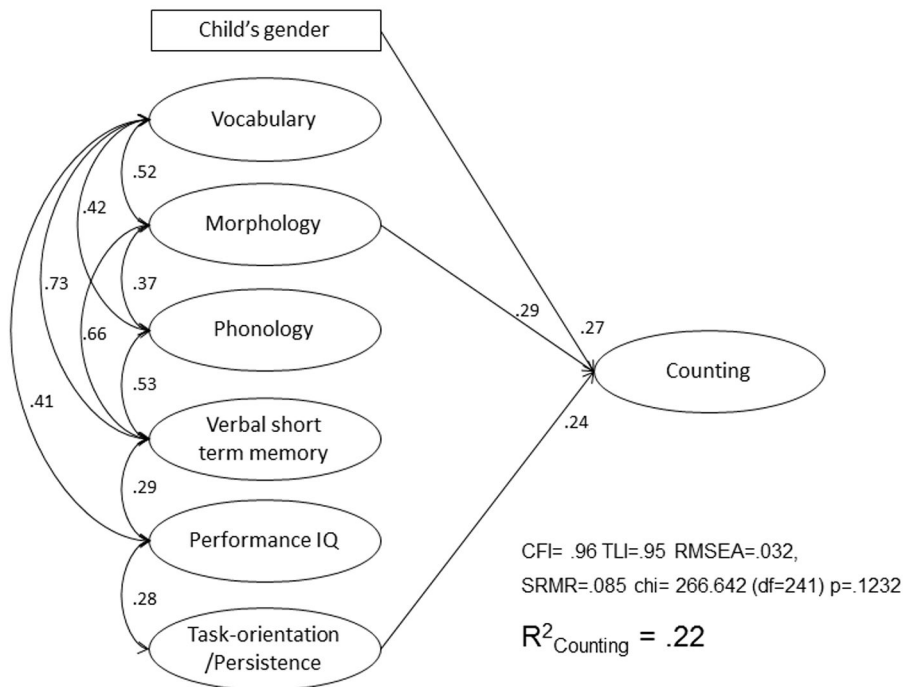 Child's gender
Vocabulary
.52
.42
Morphology
.37
.73
.29
Phonology
.66
.27
Counting
.53
.41
.24
Verbal short
term memory
.29
Performance IQ
CFI= .96 TLI=.95 RMSEA=.032,
SRMR=.085 chi= 266.642 (df=241) p=.1232
.28
Task-orientation
/Persistence
R²Counting = .22